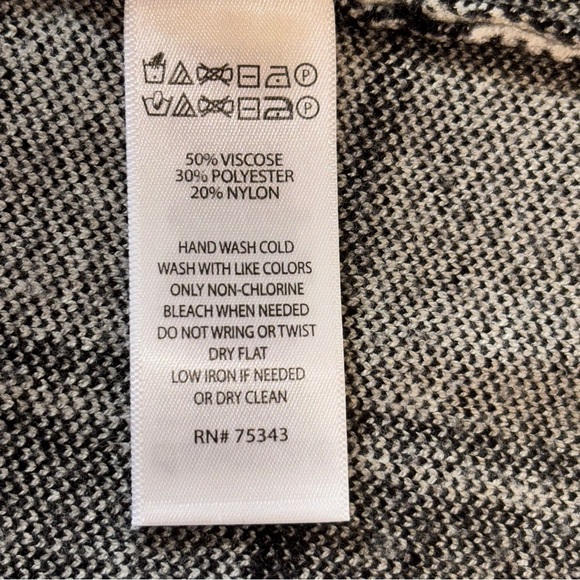 P
P
50% VISCOSE
30% POLYESTER
20% NYLON
HAND WASH COLD
WASH WITH LIKE COLORS
ONLY NON-CHLORINE
BLEACH WHEN NEEDED
DO NOT WRING OR TWIST
DRY FLAT
LOW IRON IF NEEDED
OR DRY CLEAN
RN# 75343